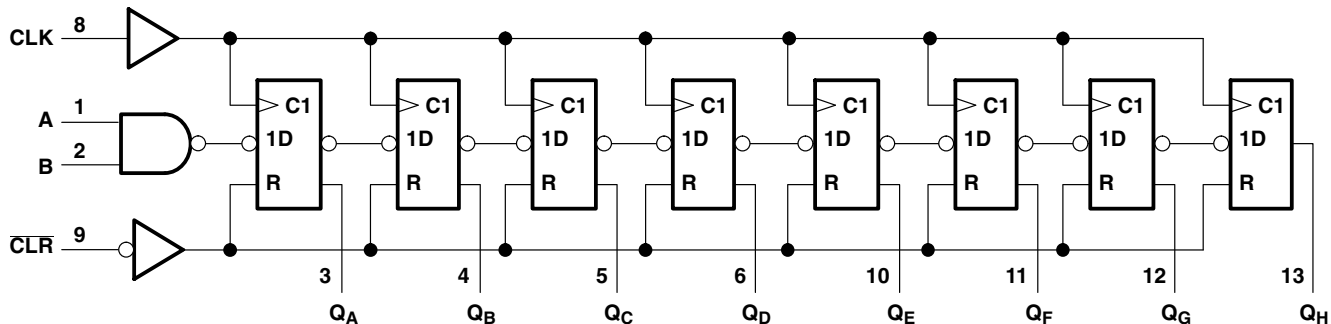 CLK 8
C1 C1 C1 C1 C1 C1 C1 C1
A 1
1D 1D 1D 1D 1D 1D 1D 1D
B 2
R R R R R R R R
CLR 9
3 4 5 6 10 11 12 13
QA QB QC QD QE QF QG QH